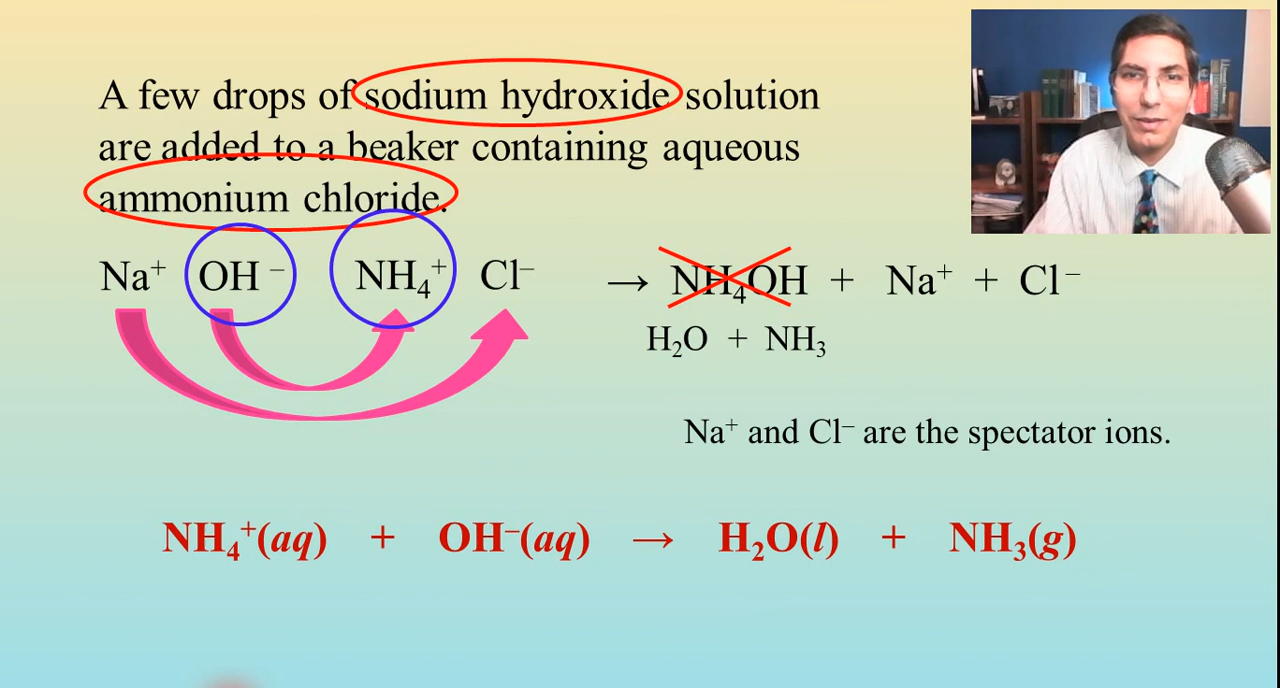 A few drops of sodium hydroxide solution
are added to a beaker containing aqueous
ammonium chloride.
Na⁺ OH⁻ NH₄⁺ Cl⁻ → NH₄OH + Na⁺ + Cl⁻
H₂O + NH₃
Na⁺ and Cl⁻ are the spectator ions.
NH₄⁺(aq) + OH⁻(aq) → H₂O(l) + NH₃(g)